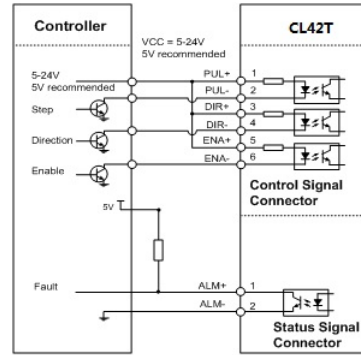 Controller
CL42T
VCC = 5-24V
5V recommended
5-24V
5V recommended
Step
Direction
Enable
5V
Fault
PUL+ 1
PUL- 2
DIR+ 3
DIR- 4
ENA+ 5
ENA- 6
Control Signal
Connector
ALM+ 1
ALM- 2
Status Signal
Connector